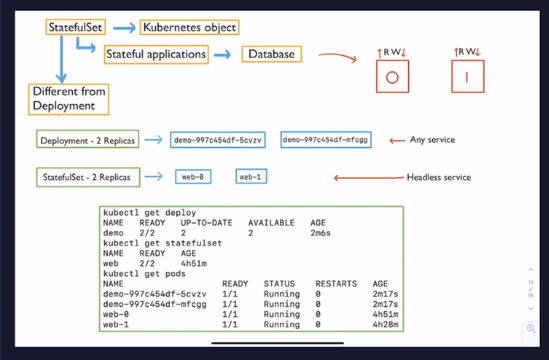 StatefulSet
Kubernetes object
Stateful applications
Database
R W
R W
O
I
Different from
Deployment
Deployment - 2 Replicas
demo-997c454df-5cvzv
demo-997c454df-mfcgg
Any service
StatefulSet - 2 Replicas
web-0
web-1
Headless service
kubectl get deploy
NAME READY UP-TO-DATE AVAILABLE AGE
demo 2/2 2 2 2m6s
kubectl get statefulset
NAME READY AGE
web 2/2 4h51m
kubectl get pods
NAME READY STATUS RESTARTS AGE
demo-997c454df-5cvzv 1/1 Running 0 2m17s
demo-997c454df-mfcgg 1/1 Running 0 2m17s
web-0 1/1 Running 0 4h51m
web-1 1/1 Running 0 4h28m
11